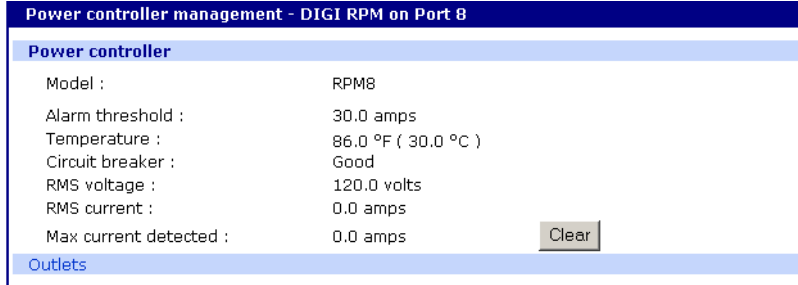 Power controller management - DIGI RPM on Port 8
Power controller
Model : RPM8
Alarm threshold : 30.0 amps
Temperature : 86.0 °F ( 30.0 °C )
Circuit breaker : Good
RMS voltage : 120.0 volts
RMS current : 0.0 amps
Max current detected : 0.0 amps Clear
Outlets